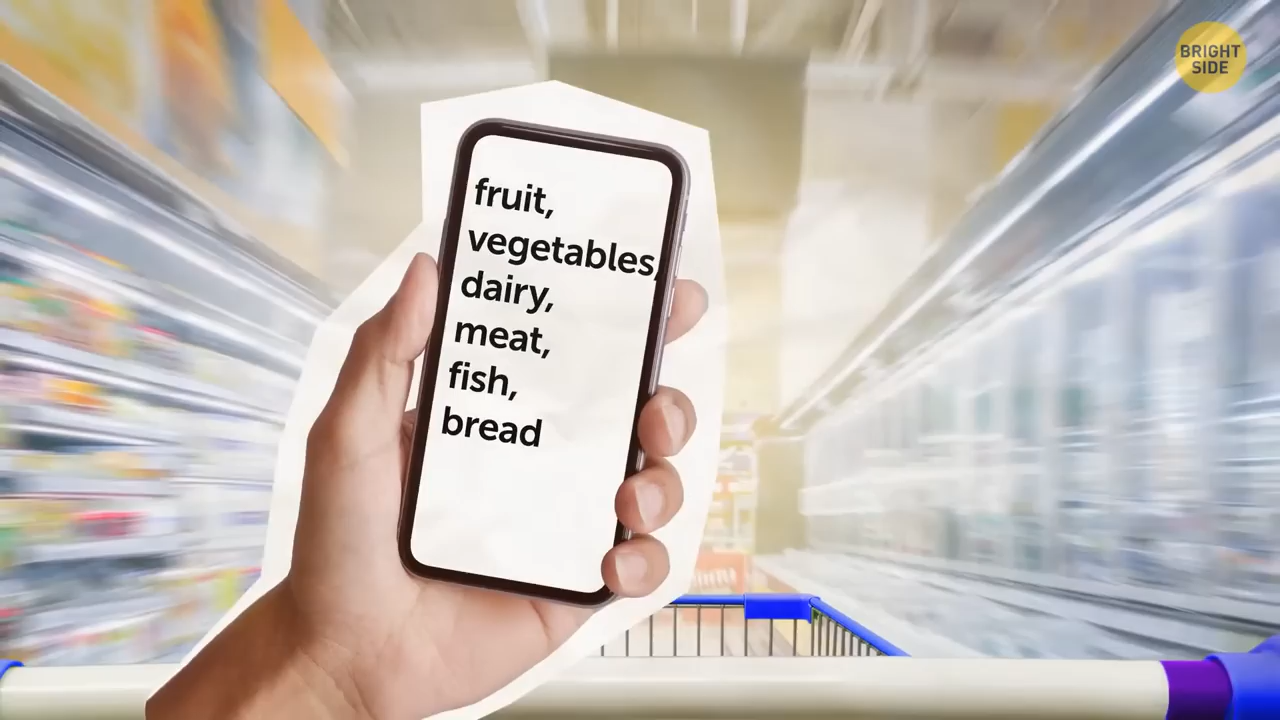 BRIGHT
SIDE
fruit,
vegetables,
dairy,
meat,
fish,
bread